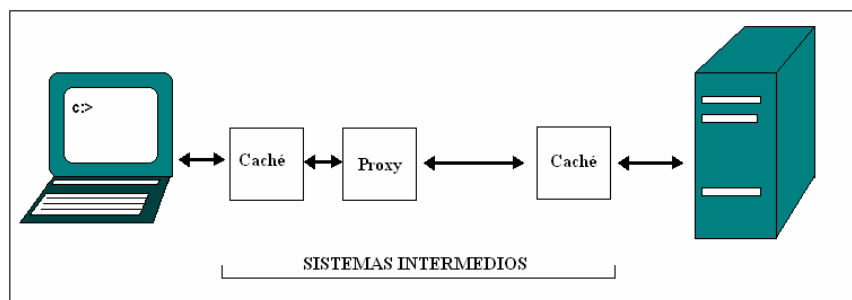 c:>
Caché
Proxy
Caché
SISTEMAS INTERMEDIOS